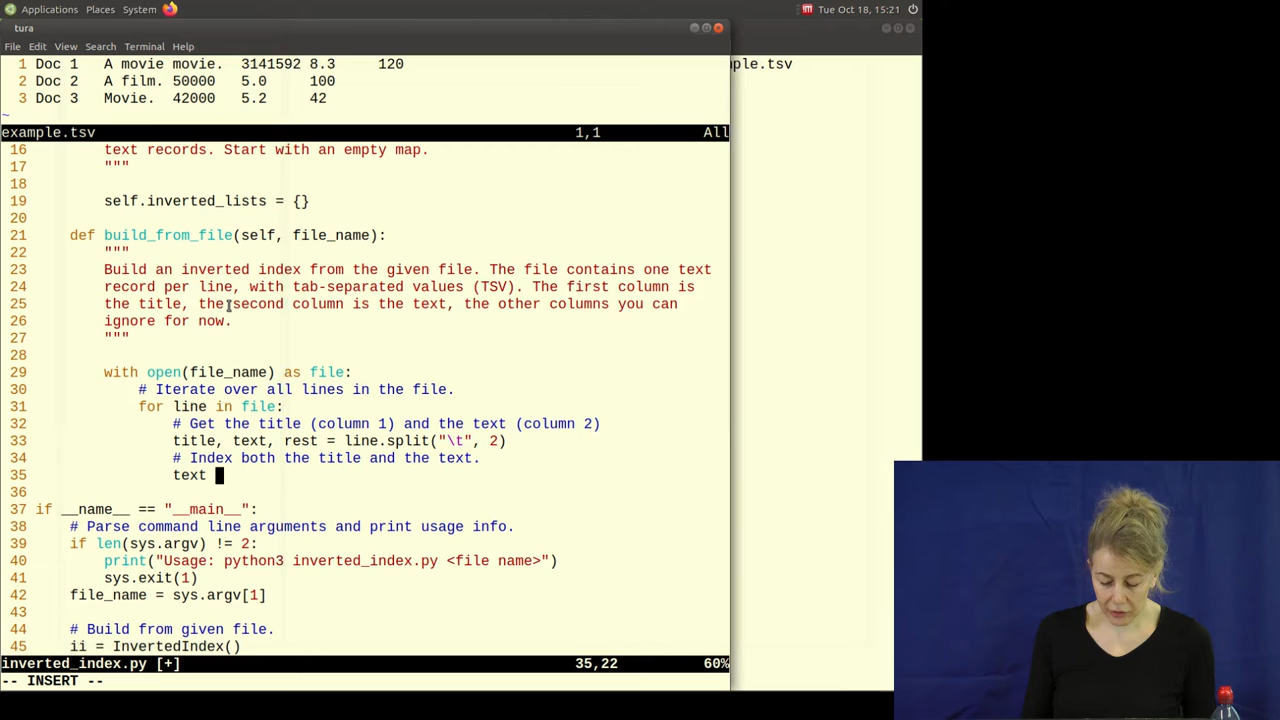 Applications Places System Tue Oct 18, 15:21
tura
File Edit View Search Terminal Help
1 Doc 1 A movie movie. 3141592 8.3 120
2 Doc 2 A film. 50000 5.0 100
3 Doc 3 Movie. 42000 5.2 42
~
example.tsv 1,1 All
16 text records. Start with an empty map.
17 """
18
19 self.inverted_lists = {}
20
21 def build_from_file(self, file_name):
22 """
23 Build an inverted index from the given file. The file contains one text
24 record per line, with tab-separated values (TSV). The first column is
25 the title, the second column is the text, the other columns you can
26 ignore for now.
27 """
28
29 with open(file_name) as file:
30 # Iterate over all lines in the file.
31 for line in file:
32 # Get the title (column 1) and the text (column 2)
33 title, text, rest = line.split("\t", 2)
34 # Index both the title and the text.
35 text
36
37 if __name__ == "__main__":
38 # Parse command line arguments and print usage info.
39 if len(sys.argv) != 2:
40 print("Usage: python3 inverted_index.py <file name>")
41 sys.exit(1)
42 file_name = sys.argv[1]
43
44 # Build from given file.
45 ii = InvertedIndex()
inverted_index.py [+] 35,22 60%
-- INSERT --
ple.tsv